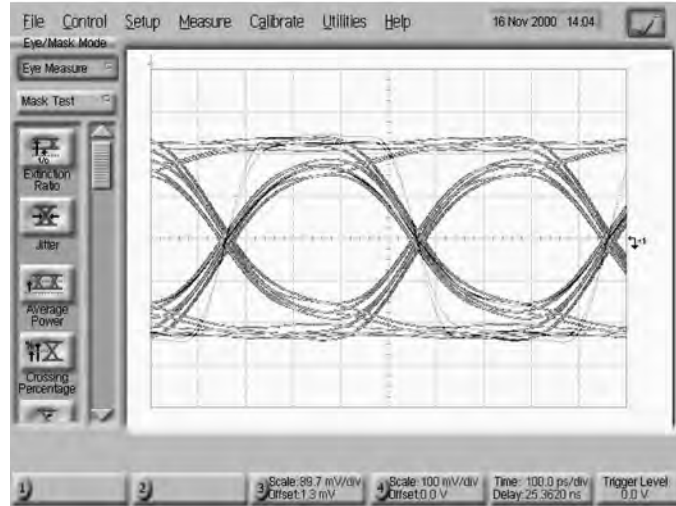 File Control Setup Measure Calibrate Utilities Help 16 Nov 2000 14:04
Eye/Mask Mode
Eye Measure
Mask Test
Extinction
Ratio
Jitter
Average
Power
Crossing
Percentage
1)
2)
3) Scale:89.7 mV/div
Offset:1.3 mV
4) Scale:100 mV/div
Offset:0.0 V
Time: 100.0 ps/div
Delay:25.3620 ns
Trigger Level
0.0 V